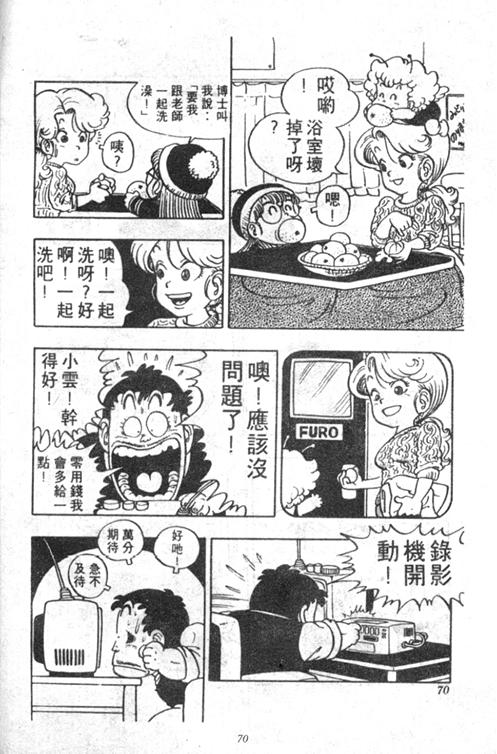 哎喲
！
浴室壞
掉了呀
？
嗯！
博士叫
我說：
「要我
跟老師
一起洗
澡！」
咦？
噢！一起
洗呀？好
啊！一起
洗吧！
FURO
噢！應該沒
問題了！
小雲！幹
得好！
零用錢我
會多給一
點！
錄影
機開
動！
好吔！
萬分
期待
急不
及待
70
70